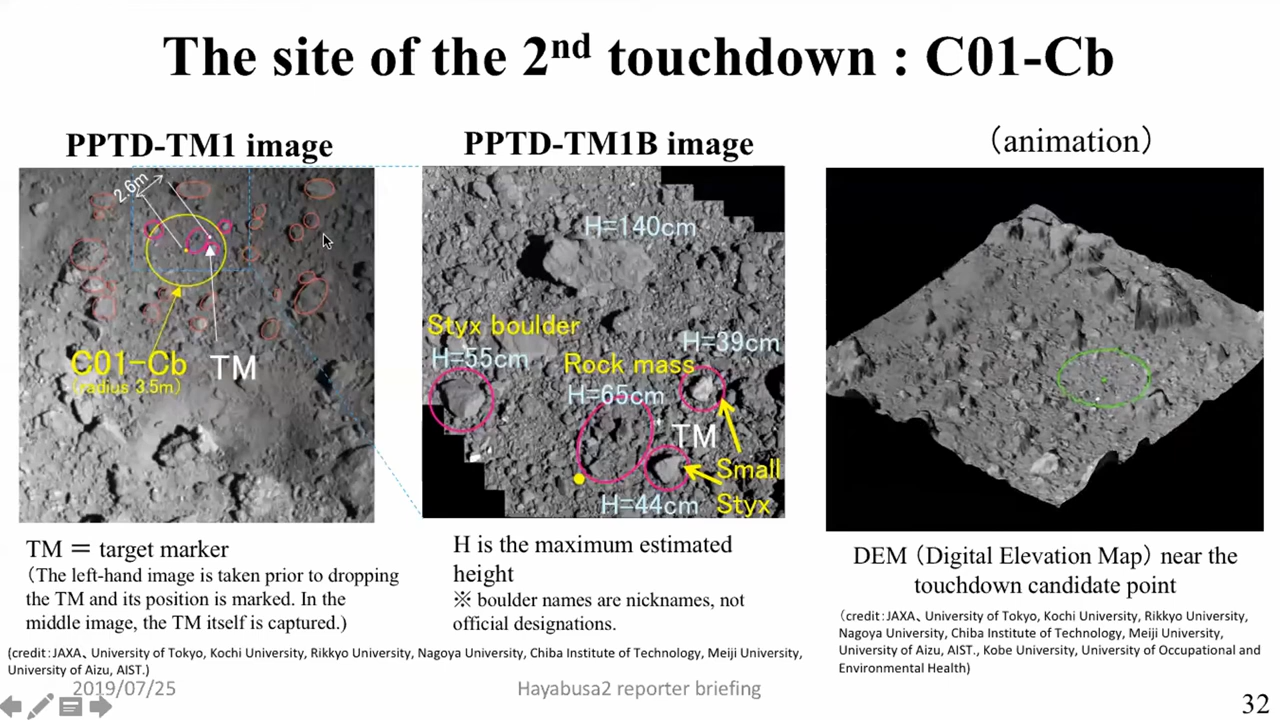 The site of the 2nd touchdown : C01-Cb
PPTD-TM1 image
2.6m
C01-Cb
(radius 3.5m)
TM
TM ＝ target marker
（The left-hand image is taken prior to dropping
the TM and its position is marked. In the
middle image, the TM itself is captured.)
PPTD-TM1B image
H=140cm
Styx boulder
H=55cm
Rock mass
H=65cm
H=39cm
TM
Small
Styx
H=44cm
H is the maximum estimated
height
※ boulder names are nicknames, not
official designations.
（animation）
DEM（Digital Elevation Map）near the
touchdown candidate point
（credit：JAXA、University of Tokyo, Kochi University, Rikkyo University,
Nagoya University, Chiba Institute of Technology, Meiji University,
University of Aizu, AIST., Kobe University, University of Occupational and
Environmental Health)
(credit：JAXA、University of Tokyo, Kochi University, Rikkyo University, Nagoya University, Chiba Institute of Technology, Meiji University,
University of Aizu, AIST.)
2019/07/25
Hayabusa2 reporter briefing
32